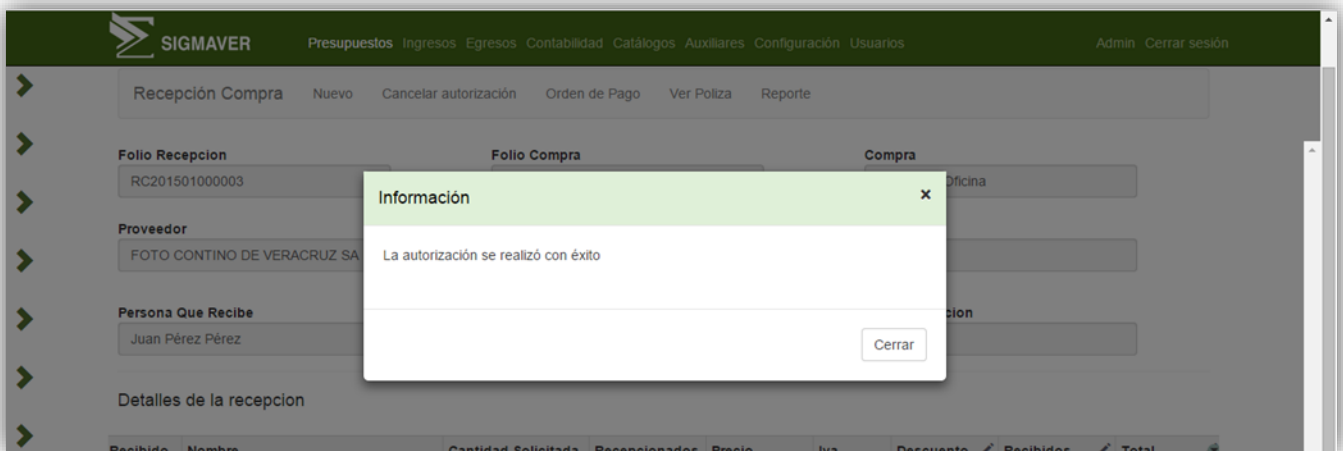 SIGMAVER Presupuestos Ingresos Egresos Contabilidad Catálogos Auxiliares Configuración Usuarios Admin Cerrar sesión
Recepción Compra Nuevo Cancelar autorización Orden de Pago Ver Poliza Reporte
Folio Recepcion Folio Compra Compra
RC201501000003 Oficina
Información ×
Proveedor
FOTO CONTINO DE VERACRUZ SA
La autorización se realizó con éxito
Persona Que Recibe
Juan Pérez Pérez
Cerrar
Detalles de la recepcion
Recibido Nombre Cantidad Solicitada Recepcionados Precio Iva Descuento Recibidos Total